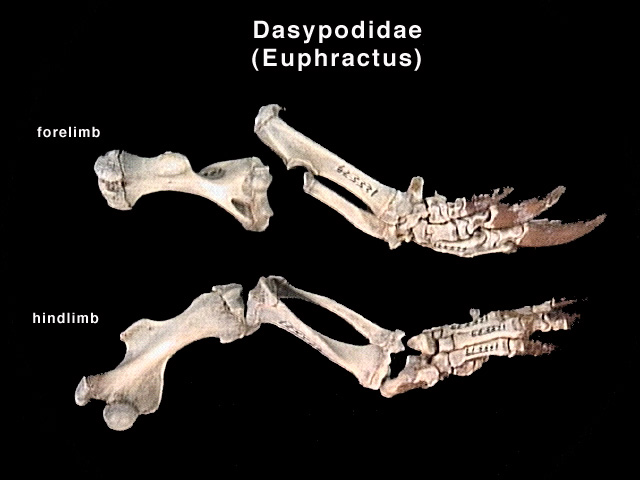 Dasypodidae
(Euphractus)
forelimb
hindlimb